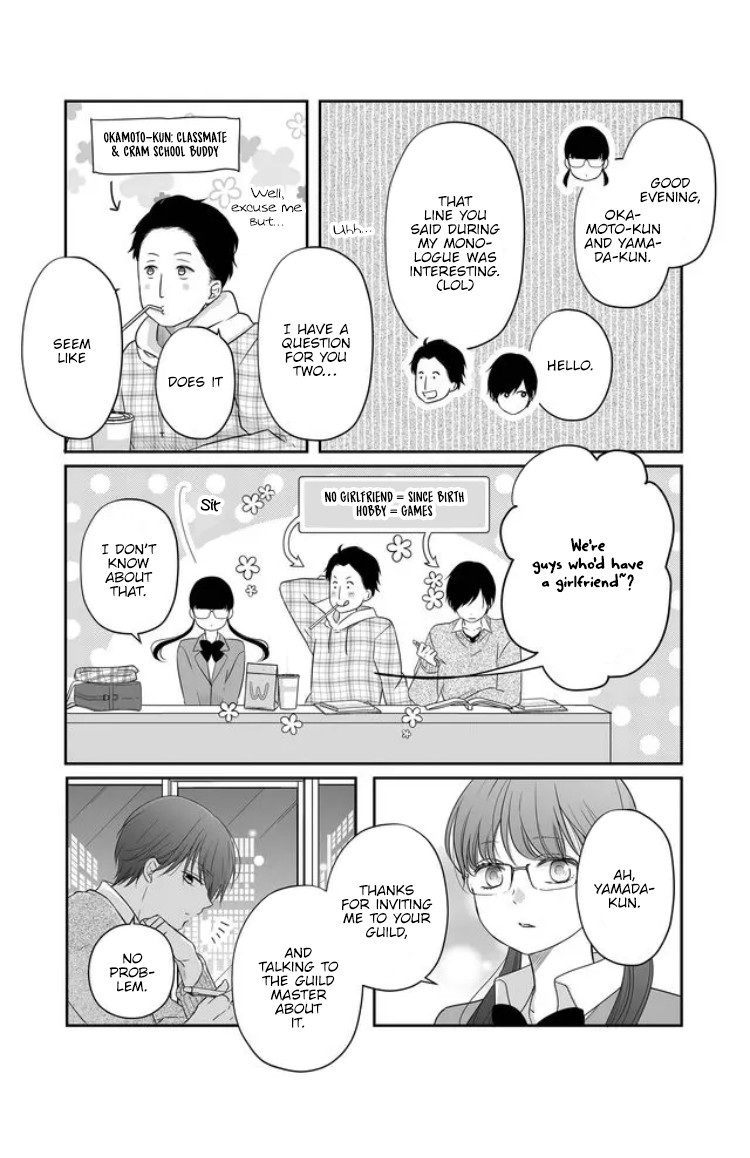 GOOD
EVENING,
OKA-
MOTO-KUN
AND YAMA-
DA-KUN.
HELLO.
THAT
LINE YOU
SAID DURING
MY MONO-
LOGUE WAS
INTERESTING.
(LOL)
Uhh...
OKAMOTO-KUN: CLASSMATE
& CRAM SCHOOL BUDDY
Well,
excuse me
but...
I HAVE A
QUESTION
FOR YOU
TWO...
DOES IT
SEEM
LIKE
We're
guys who'd have
a girlfriend~?
NO GIRLFRIEND = SINCE BIRTH
HOBBY = GAMES
Sit
I DON'T
KNOW
ABOUT
THAT.
W
AH,
YAMADA-
KUN.
THANKS
FOR INVITING
ME TO YOUR
GUILD,
AND
TALKING TO
THE GUILD
MASTER
ABOUT
IT.
NO
PROB-
LEM.